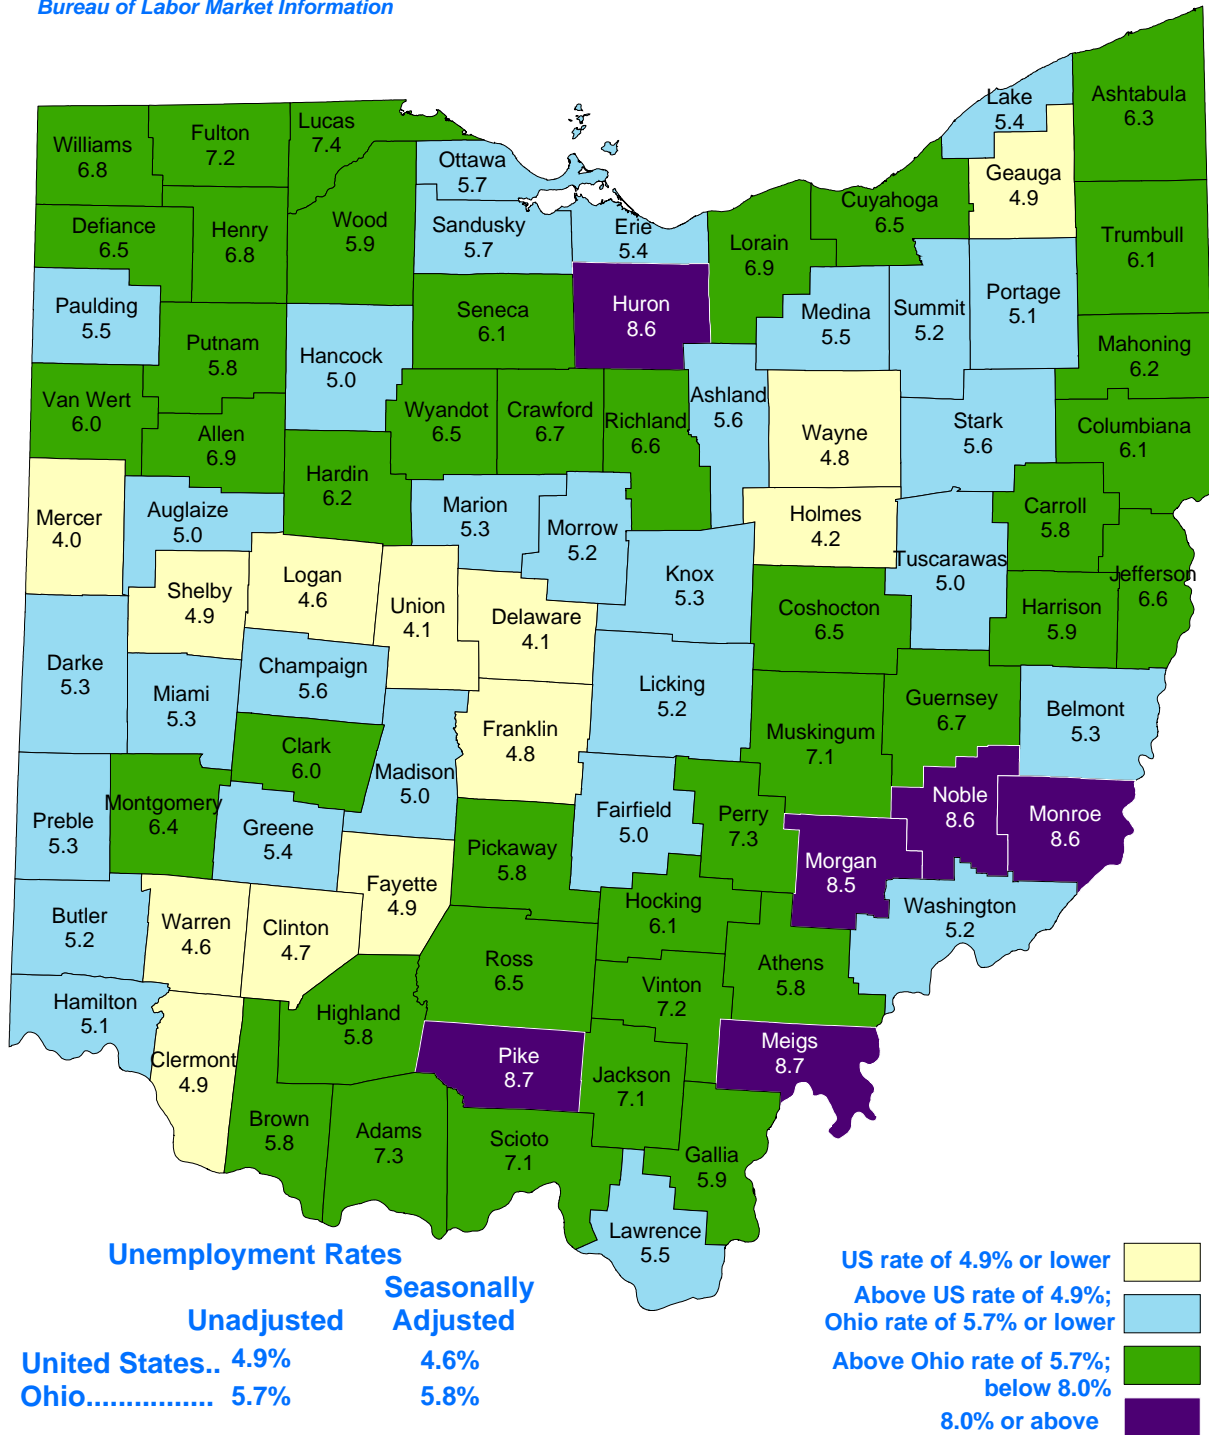 Bureau of Labor Market Information
Lake
5.4
Ashtabula
6.3
Williams
6.8
Fulton
7.2
Lucas
7.4
Ottawa
5.7
Geauga
4.9
Cuyahoga
6.5
Defiance
6.5
Henry
6.8
Wood
5.9
Sandusky
5.7
Erie
5.4
Lorain
6.9
Trumbull
6.1
Paulding
5.5
Putnam
5.8
Hancock
5.0
Seneca
6.1
Huron
8.6
Medina
5.5
Summit
5.2
Portage
5.1
Mahoning
6.2
Van Wert
6.0
Allen
6.9
Wyandot
6.5
Crawford
6.7
Richland
6.6
Ashland
5.6
Wayne
4.8
Stark
5.6
Columbiana
6.1
Hardin
6.2
Mercer
4.0
Auglaize
5.0
Marion
5.3
Morrow
5.2
Holmes
4.2
Carroll
5.8
Tuscarawas
5.0
Jefferson
6.6
Shelby
4.9
Logan
4.6
Union
4.1
Delaware
4.1
Knox
5.3
Coshocton
6.5
Harrison
5.9
Darke
5.3
Miami
5.3
Champaign
5.6
Licking
5.2
Guernsey
6.7
Belmont
5.3
Franklin
4.8
Muskingum
7.1
Clark
6.0
Madison
5.0
Preble
5.3
Montgomery
6.4
Greene
5.4
Fairfield
5.0
Perry
7.3
Noble
8.6
Monroe
8.6
Pickaway
5.8
Morgan
8.5
Fayette
4.9
Butler
5.2
Warren
4.6
Clinton
4.7
Hocking
6.1
Washington
5.2
Ross
6.5
Athens
5.8
Vinton
7.2
Hamilton
5.1
Highland
5.8
Clermont
4.9
Pike
8.7
Meigs
8.7
Jackson
7.1
Brown
5.8
Adams
7.3
Scioto
7.1
Gallia
5.9
Lawrence
5.5
Unemployment Rates
Seasonally
Unadjusted Adjusted
United States.. 4.9% 4.6%
Ohio................ 5.7% 5.8%
US rate of 4.9% or lower
Above US rate of 4.9%;
Ohio rate of 5.7% or lower
Above Ohio rate of 5.7%;
below 8.0%
8.0% or above